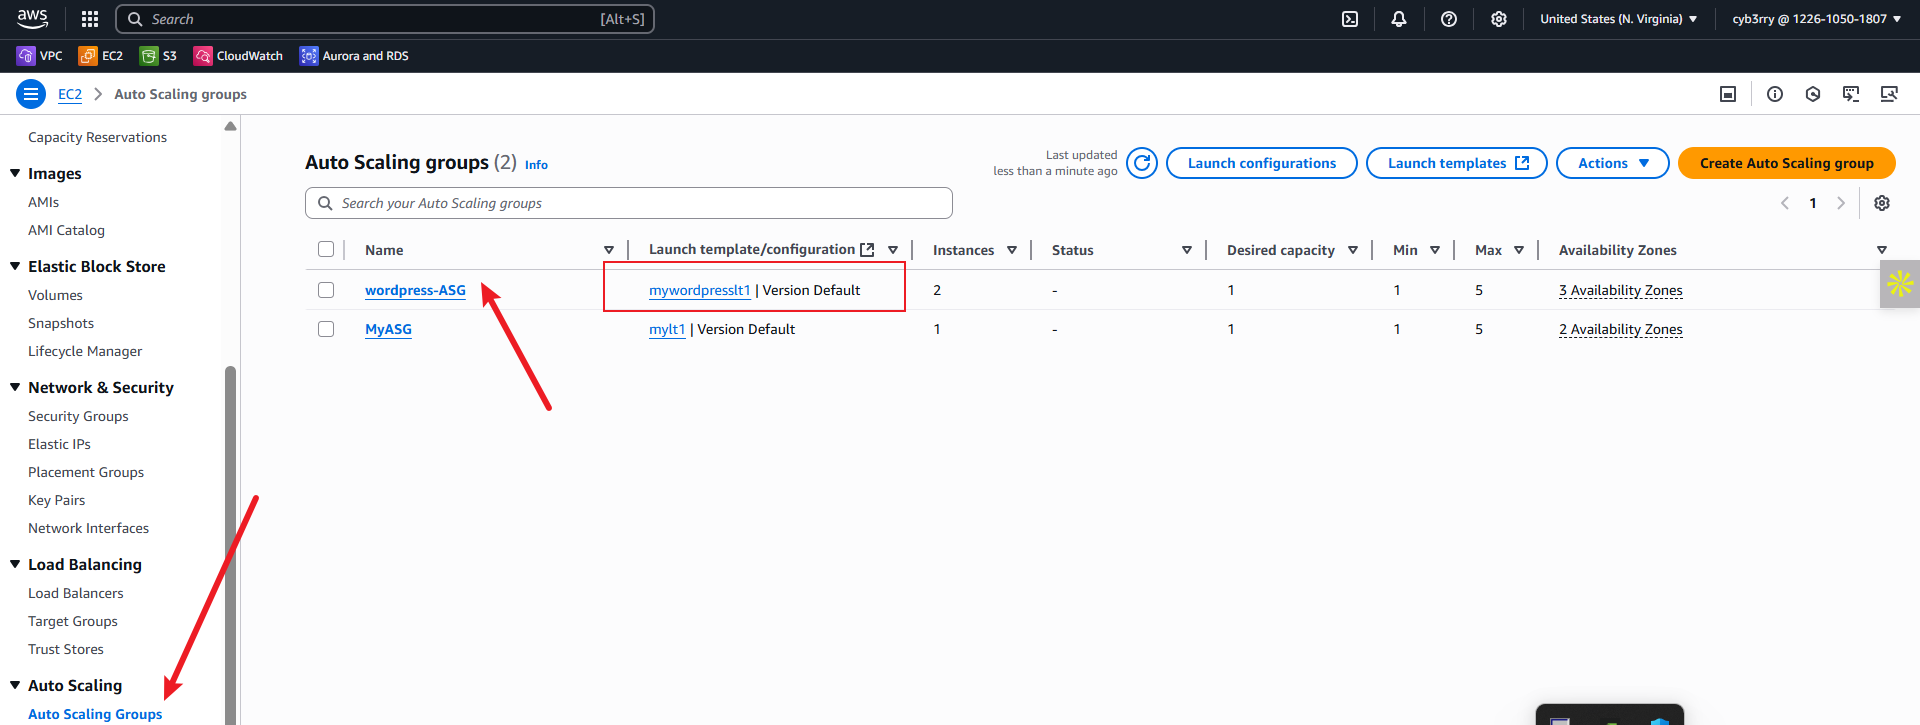 aws
Search [Alt+S]
United States (N. Virginia) ▼
cyb3rry @ 1226-1050-1807 ▼
VPC
EC2
S3
CloudWatch
Aurora and RDS
EC2 > Auto Scaling groups
Capacity Reservations
Images
AMIs
AMI Catalog
Elastic Block Store
Volumes
Snapshots
Lifecycle Manager
Network & Security
Security Groups
Elastic IPs
Placement Groups
Key Pairs
Network Interfaces
Load Balancing
Load Balancers
Target Groups
Trust Stores
Auto Scaling
Auto Scaling Groups
Auto Scaling groups (2) Info
Last updated
less than a minute ago
Launch configurations
Launch templates
Actions
Create Auto Scaling group
Search your Auto Scaling groups
1
Name Launch template/configuration Instances Status Desired capacity Min Max Availability Zones
wordpress-ASG mywordpresslt1 | Version Default 2 - 1 1 5 3 Availability Zones
MyASG mylt1 | Version Default 1 - 1 1 5 2 Availability Zones